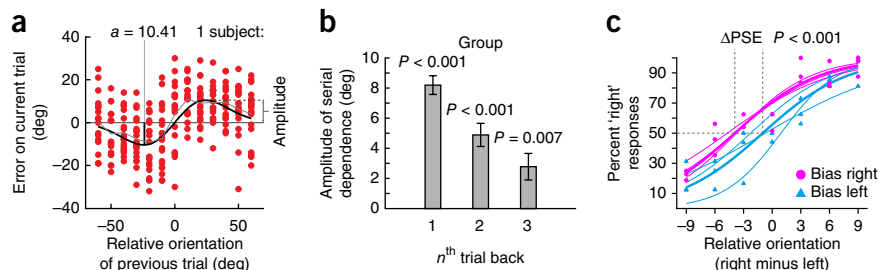 a
a = 10.41
1 subject:
Error on current trial
(deg)
40
20
0
−20
−40
−50
0
50
Amplitude
Relative orientation
of previous trial (deg)
b
Group
Amplitude of serial
dependence (deg)
10
8
6
4
2
0
P < 0.001
P < 0.001
P = 0.007
1
2
3
nth trial back
c
ΔPSE
P < 0.001
Percent ‘right’
responses
90
70
50
30
10
Bias right
Bias left
−9
−6
−3
0
3
6
9
Relative orientation
(right minus left)